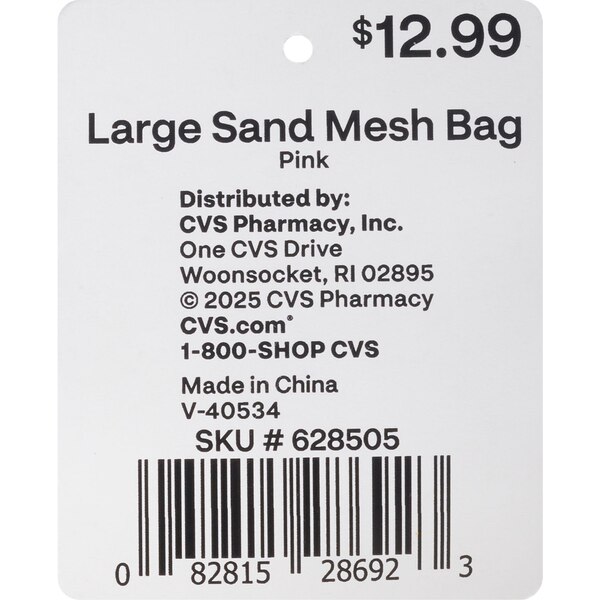 $12.99
Large Sand Mesh Bag
Pink
Distributed by:
CVS Pharmacy, Inc.
One CVS Drive
Woonsocket, RI 02895
© 2025 CVS Pharmacy
CVS.com®
1-800-SHOP CVS
Made in China
V-40534
SKU # 628505
0 82815 28692 3